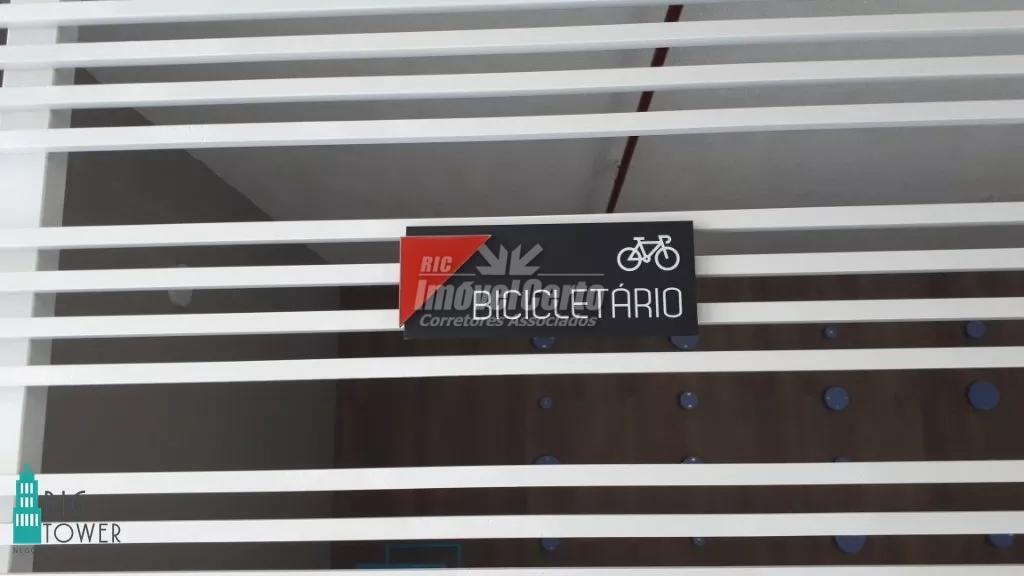 RIC
ImóvelCerto
BICICLETÁRIO
Corretores Associados
RIC
TOWER